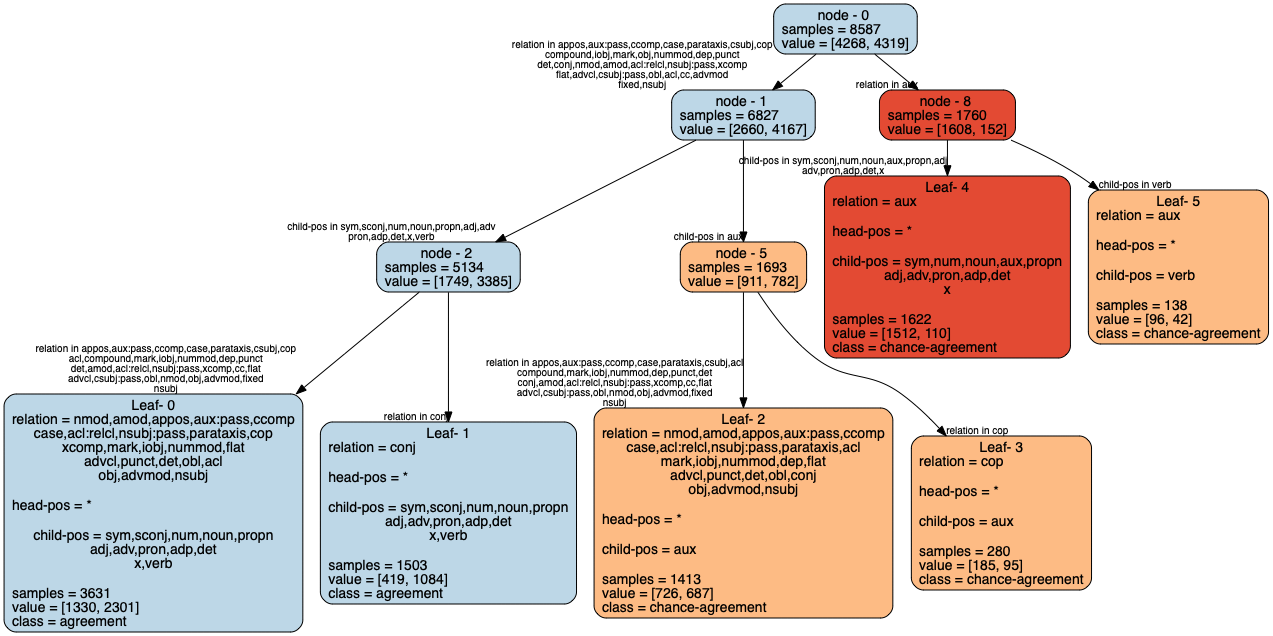 node - 0
samples = 8587
value = [4268, 4319]
relation in appos,aux:pass,ccomp,case,parataxis,csubj,cop
compound,iobj,mark,obj,nummod,dep,punct
det,conj,nmod,amod,acl:relcl,nsubj:pass,xcomp
flat,advcl,csubj:pass,obl,acl,cc,advmod
fixed,nsubj
relation in aux
node - 1
samples = 6827
value = [2660, 4167]
node - 8
samples = 1760
value = [1608, 152]
child-pos in sym,sconj,num,noun,propn,adj,adv
pron,adp,det,x,verb
child-pos in aux
child-pos in sym,sconj,num,noun,aux,propn,adj
adv,pron,adp,det,x
child-pos in verb
node - 2
samples = 5134
value = [1749, 3385]
node - 5
samples = 1693
value = [911, 782]
Leaf- 4
relation = aux
head-pos = *
child-pos = sym,num,noun,aux,propn
adj,adv,pron,adp,det
x
samples = 1622
value = [1512, 110]
class = chance-agreement
Leaf- 5
relation = aux
head-pos = *
child-pos = verb
samples = 138
value = [96, 42]
class = chance-agreement
relation in appos,aux:pass,ccomp,case,parataxis,csubj,cop
acl,compound,mark,iobj,nummod,dep,punct
det,amod,acl:relcl,nsubj:pass,xcomp,cc,flat
advcl,csubj:pass,obl,nmod,obj,advmod,fixed
nsubj
relation in conj
relation in appos,aux:pass,ccomp,case,parataxis,csubj,acl
compound,mark,iobj,nummod,dep,punct,det
conj,amod,acl:relcl,nsubj:pass,xcomp,cc,flat
advcl,csubj:pass,obl,nmod,obj,advmod,fixed
nsubj
relation in cop
Leaf- 0
relation = nmod,amod,appos,aux:pass,ccomp
case,acl:relcl,nsubj:pass,parataxis,cop
xcomp,mark,iobj,nummod,flat
advcl,punct,det,obl,acl
obj,advmod,nsubj
head-pos = *
child-pos = sym,sconj,num,noun,propn
adj,adv,pron,adp,det
x,verb
samples = 3631
value = [1330, 2301]
class = agreement
Leaf- 1
relation = conj
head-pos = *
child-pos = sym,sconj,num,noun,propn
adj,adv,pron,adp,det
x,verb
samples = 1503
value = [419, 1084]
class = agreement
Leaf- 2
relation = nmod,amod,appos,aux:pass,ccomp
case,acl:relcl,nsubj:pass,parataxis,acl
mark,iobj,nummod,dep,flat
advcl,punct,det,obl,conj
obj,advmod,nsubj
head-pos = *
child-pos = aux
samples = 1413
value = [726, 687]
class = chance-agreement
Leaf- 3
relation = cop
head-pos = *
child-pos = aux
samples = 280
value = [185, 95]
class = chance-agreement